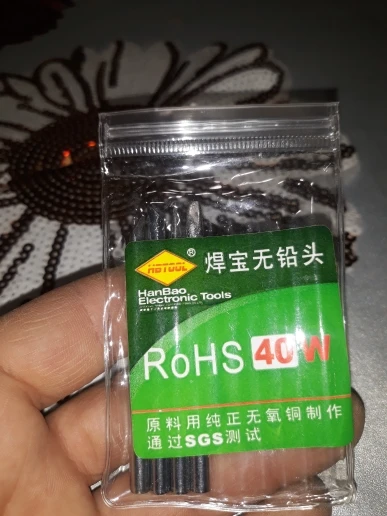 HBTOOL ®
焊宝无铅头
HanBao
Electronic Tools
RoHS 40W
原料用纯正无氧铜制作
通过SGS测试